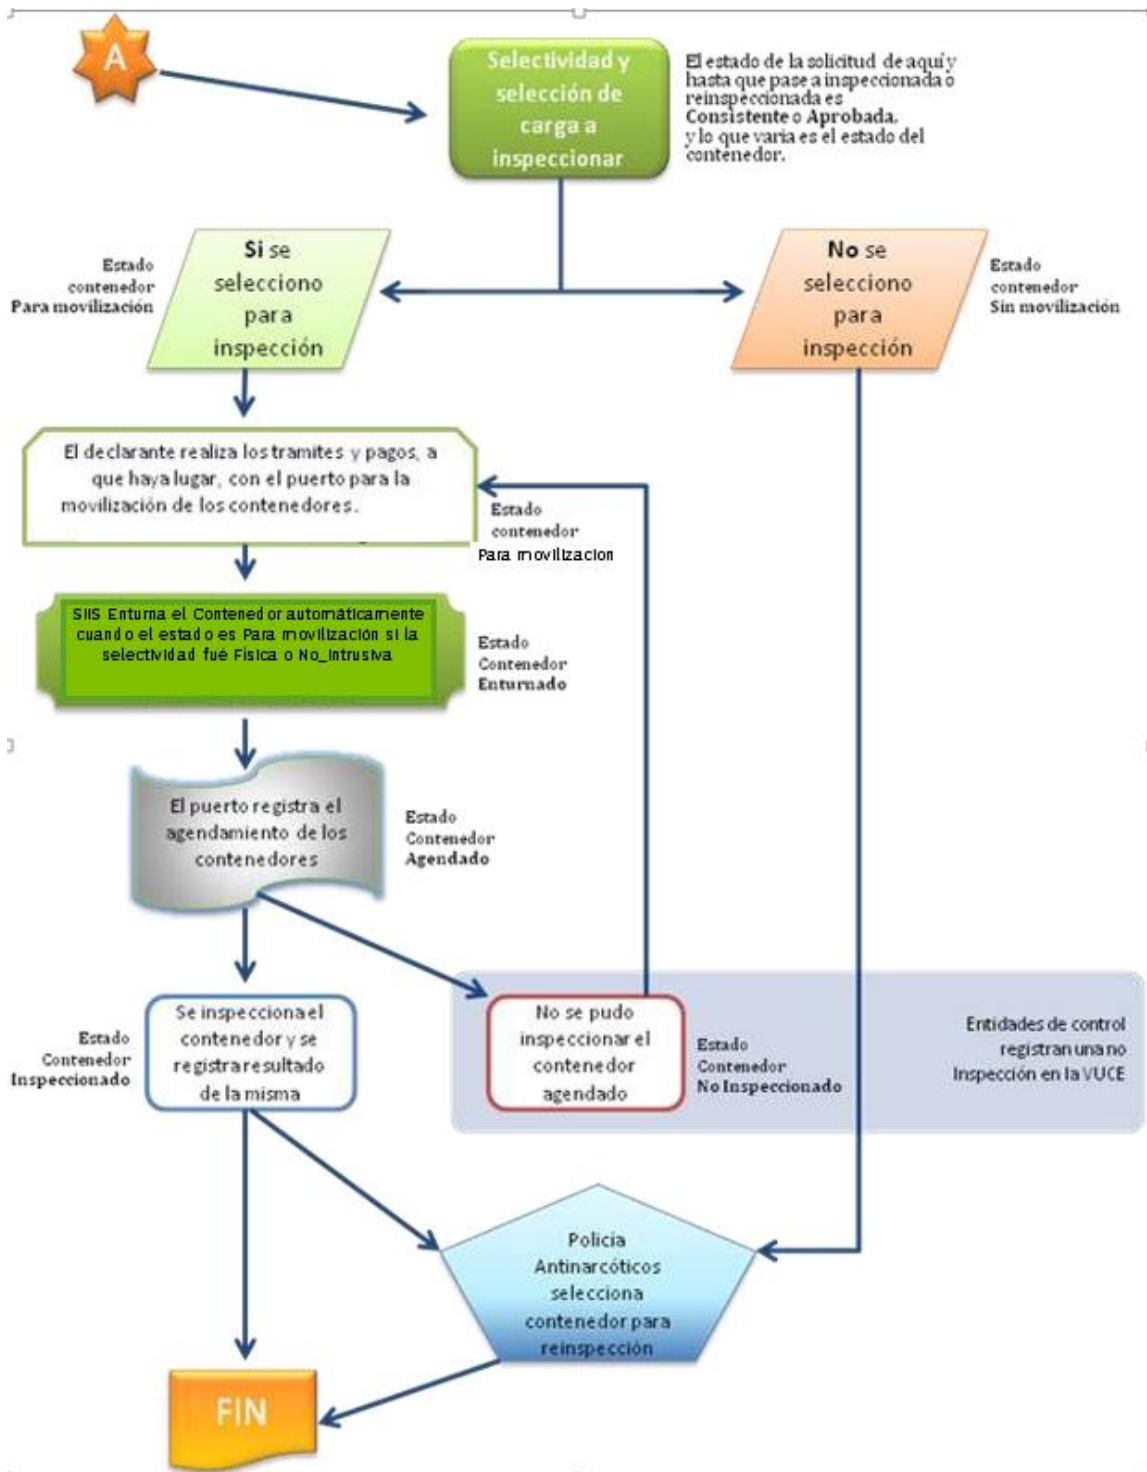 A
Selectividad y
selección de
carga a
inspeccionar
El estado de la solicitud de aquí y
hasta que pase a inspeccionada o
reinspeccionada es
Consistente o Aprobada.
y lo que varia es el estado del
contenedor.
Estado
contenedor
Para movilización
Si se
selecciono
para
inspección
No se
selecciono
para
inspección
Estado
contenedor
Sin movilización
El declarante realiza los tramites y pagos, a
que haya lugar, con el puerto para la
movilización de los contenedores.
Estado
contenedor
Para movilizacion
SIIS Enturna el Contenedor automáticamente
cuando el estado es Para movilización si la
selectividad fué Física o No_Intrusiva
Estado
Contenedor
Enturnado
El puerto registra el
agendamiento de los
contenedores
Estado
Contenedor
Agendado
Estado
Contenedor
Inspeccionado
Se inspecciona el
contenedor y se
registra resultado
de la misma
No se pudo
inspeccionar el
contenedor
agendado
Estado
Contenedor
No Inspeccionado
Entidades de control
registran una no
Inspección en la VUCE
Policia
Antinarcóticos
selecciona
contenedor para
reinspección
FIN